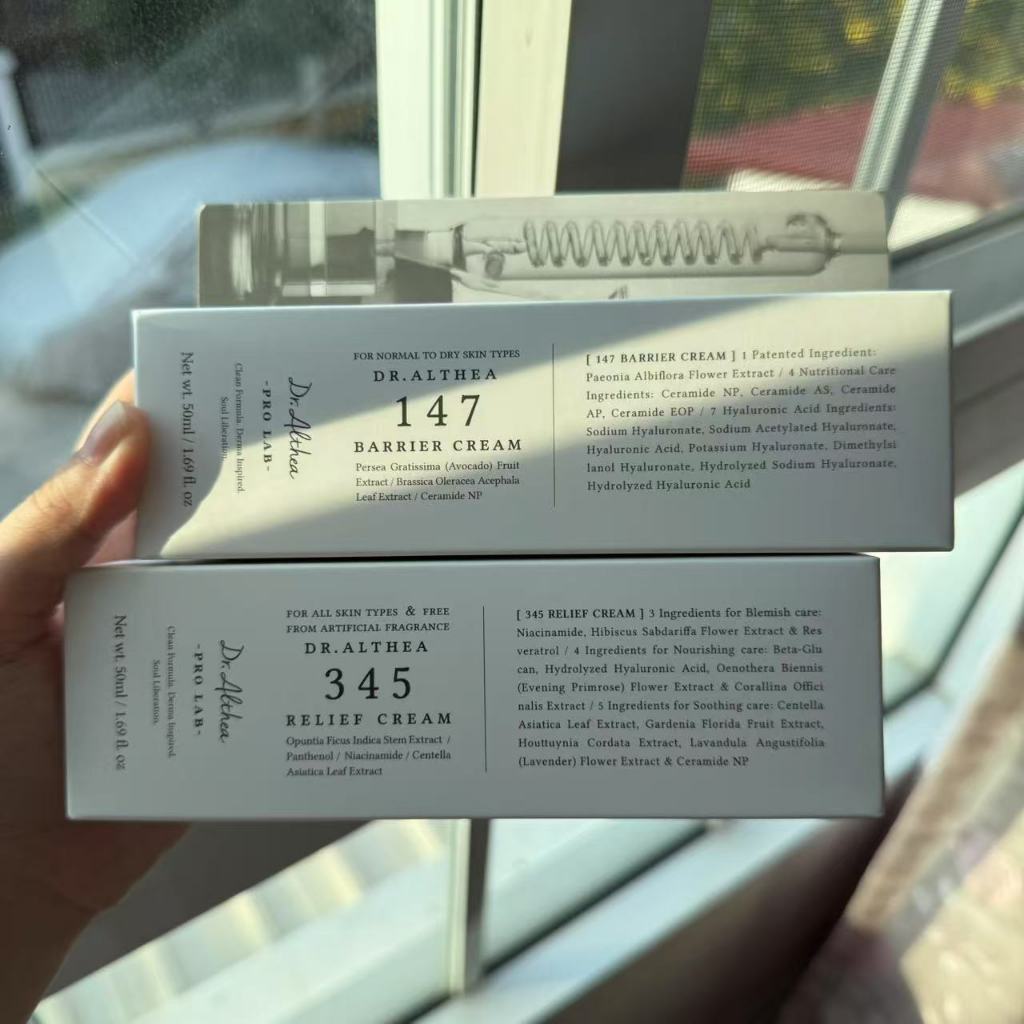 Net wt. 50ml / 1.69 fl. oz
Clean Formula. Derma Inspired.
Soul Liberation.
-PRO LAB-
Dr.Althea
FOR NORMAL TO DRY SKIN TYPES
DR.ALTHEA
147
BARRIER CREAM
Persea Gratissima (Avocado) Fruit
Extract / Brassica Oleracea Acephala
Leaf Extract / Ceramide NP
[ 147 BARRIER CREAM ] 1 Patented Ingredient:
Paeonia Albiflora Flower Extract / 4 Nutritional Care
Ingredients: Ceramide NP, Ceramide AS, Ceramide
AP, Ceramide EOP / 7 Hyaluronic Acid Ingredients:
Sodium Hyaluronate, Sodium Acetylated Hyaluronate,
Hyaluronic Acid, Potassium Hyaluronate, Dimethylsi
lanol Hyaluronate, Hydrolyzed Sodium Hyaluronate,
Hydrolyzed Hyaluronic Acid
Net wt. 50ml / 1.69 fl. oz
Clean Formula. Derma Inspired.
Soul Liberation.
-PRO LAB-
Dr.Althea
FOR ALL SKIN TYPES & FREE
FROM ARTIFICIAL FRAGRANCE
DR.ALTHEA
345
RELIEF CREAM
Opuntia Ficus Indica Stem Extract /
Panthenol / Niacinamide / Centella
Asiatica Leaf Extract
[ 345 RELIEF CREAM ] 3 Ingredients for Blemish care:
Niacinamide, Hibiscus Sabdariffa Flower Extract & Res
veratrol / 4 Ingredients for Nourishing care: Beta-Glu
can, Hydrolyzed Hyaluronic Acid, Oenothera Biennis
(Evening Primrose) Flower Extract & Corallina Offici
nalis Extract / 5 Ingredients for Soothing care: Centella
Asiatica Leaf Extract, Gardenia Florida Fruit Extract,
Houttuynia Cordata Extract, Lavandula Angustifolia
(Lavender) Flower Extract & Ceramide NP